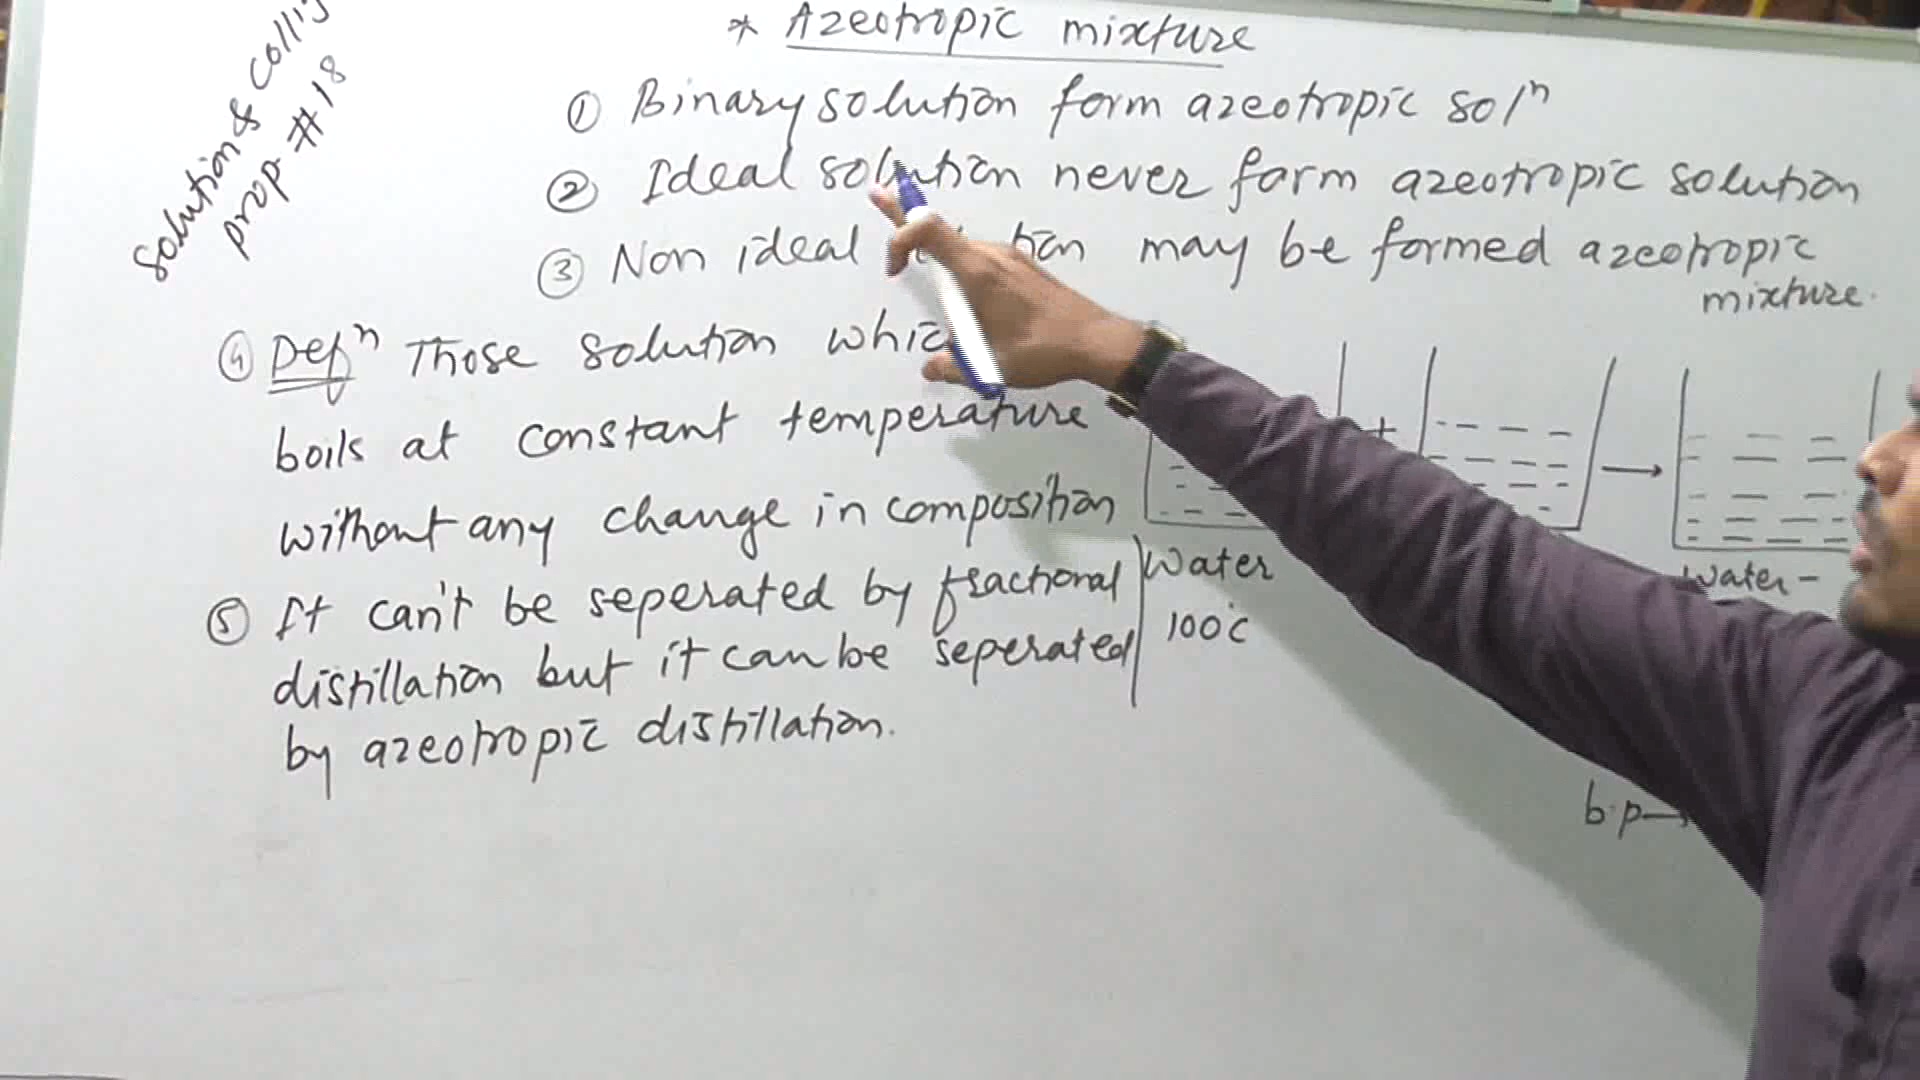 * Azeotropic mixture
solution & collig
prop #18
① Binary solution form azeotropic solⁿ
② Ideal solution never form azeotropic solution
③ Non ideal may be formed azeotropic
mixture.
④ Defⁿ Those solution
boils at constant temperature
without any change in composition
⑤ It can't be seperated by fractional
distillation but it can be seperated
by azeotropic distillation.
+ →
Water
100°C
Water -
b.p→